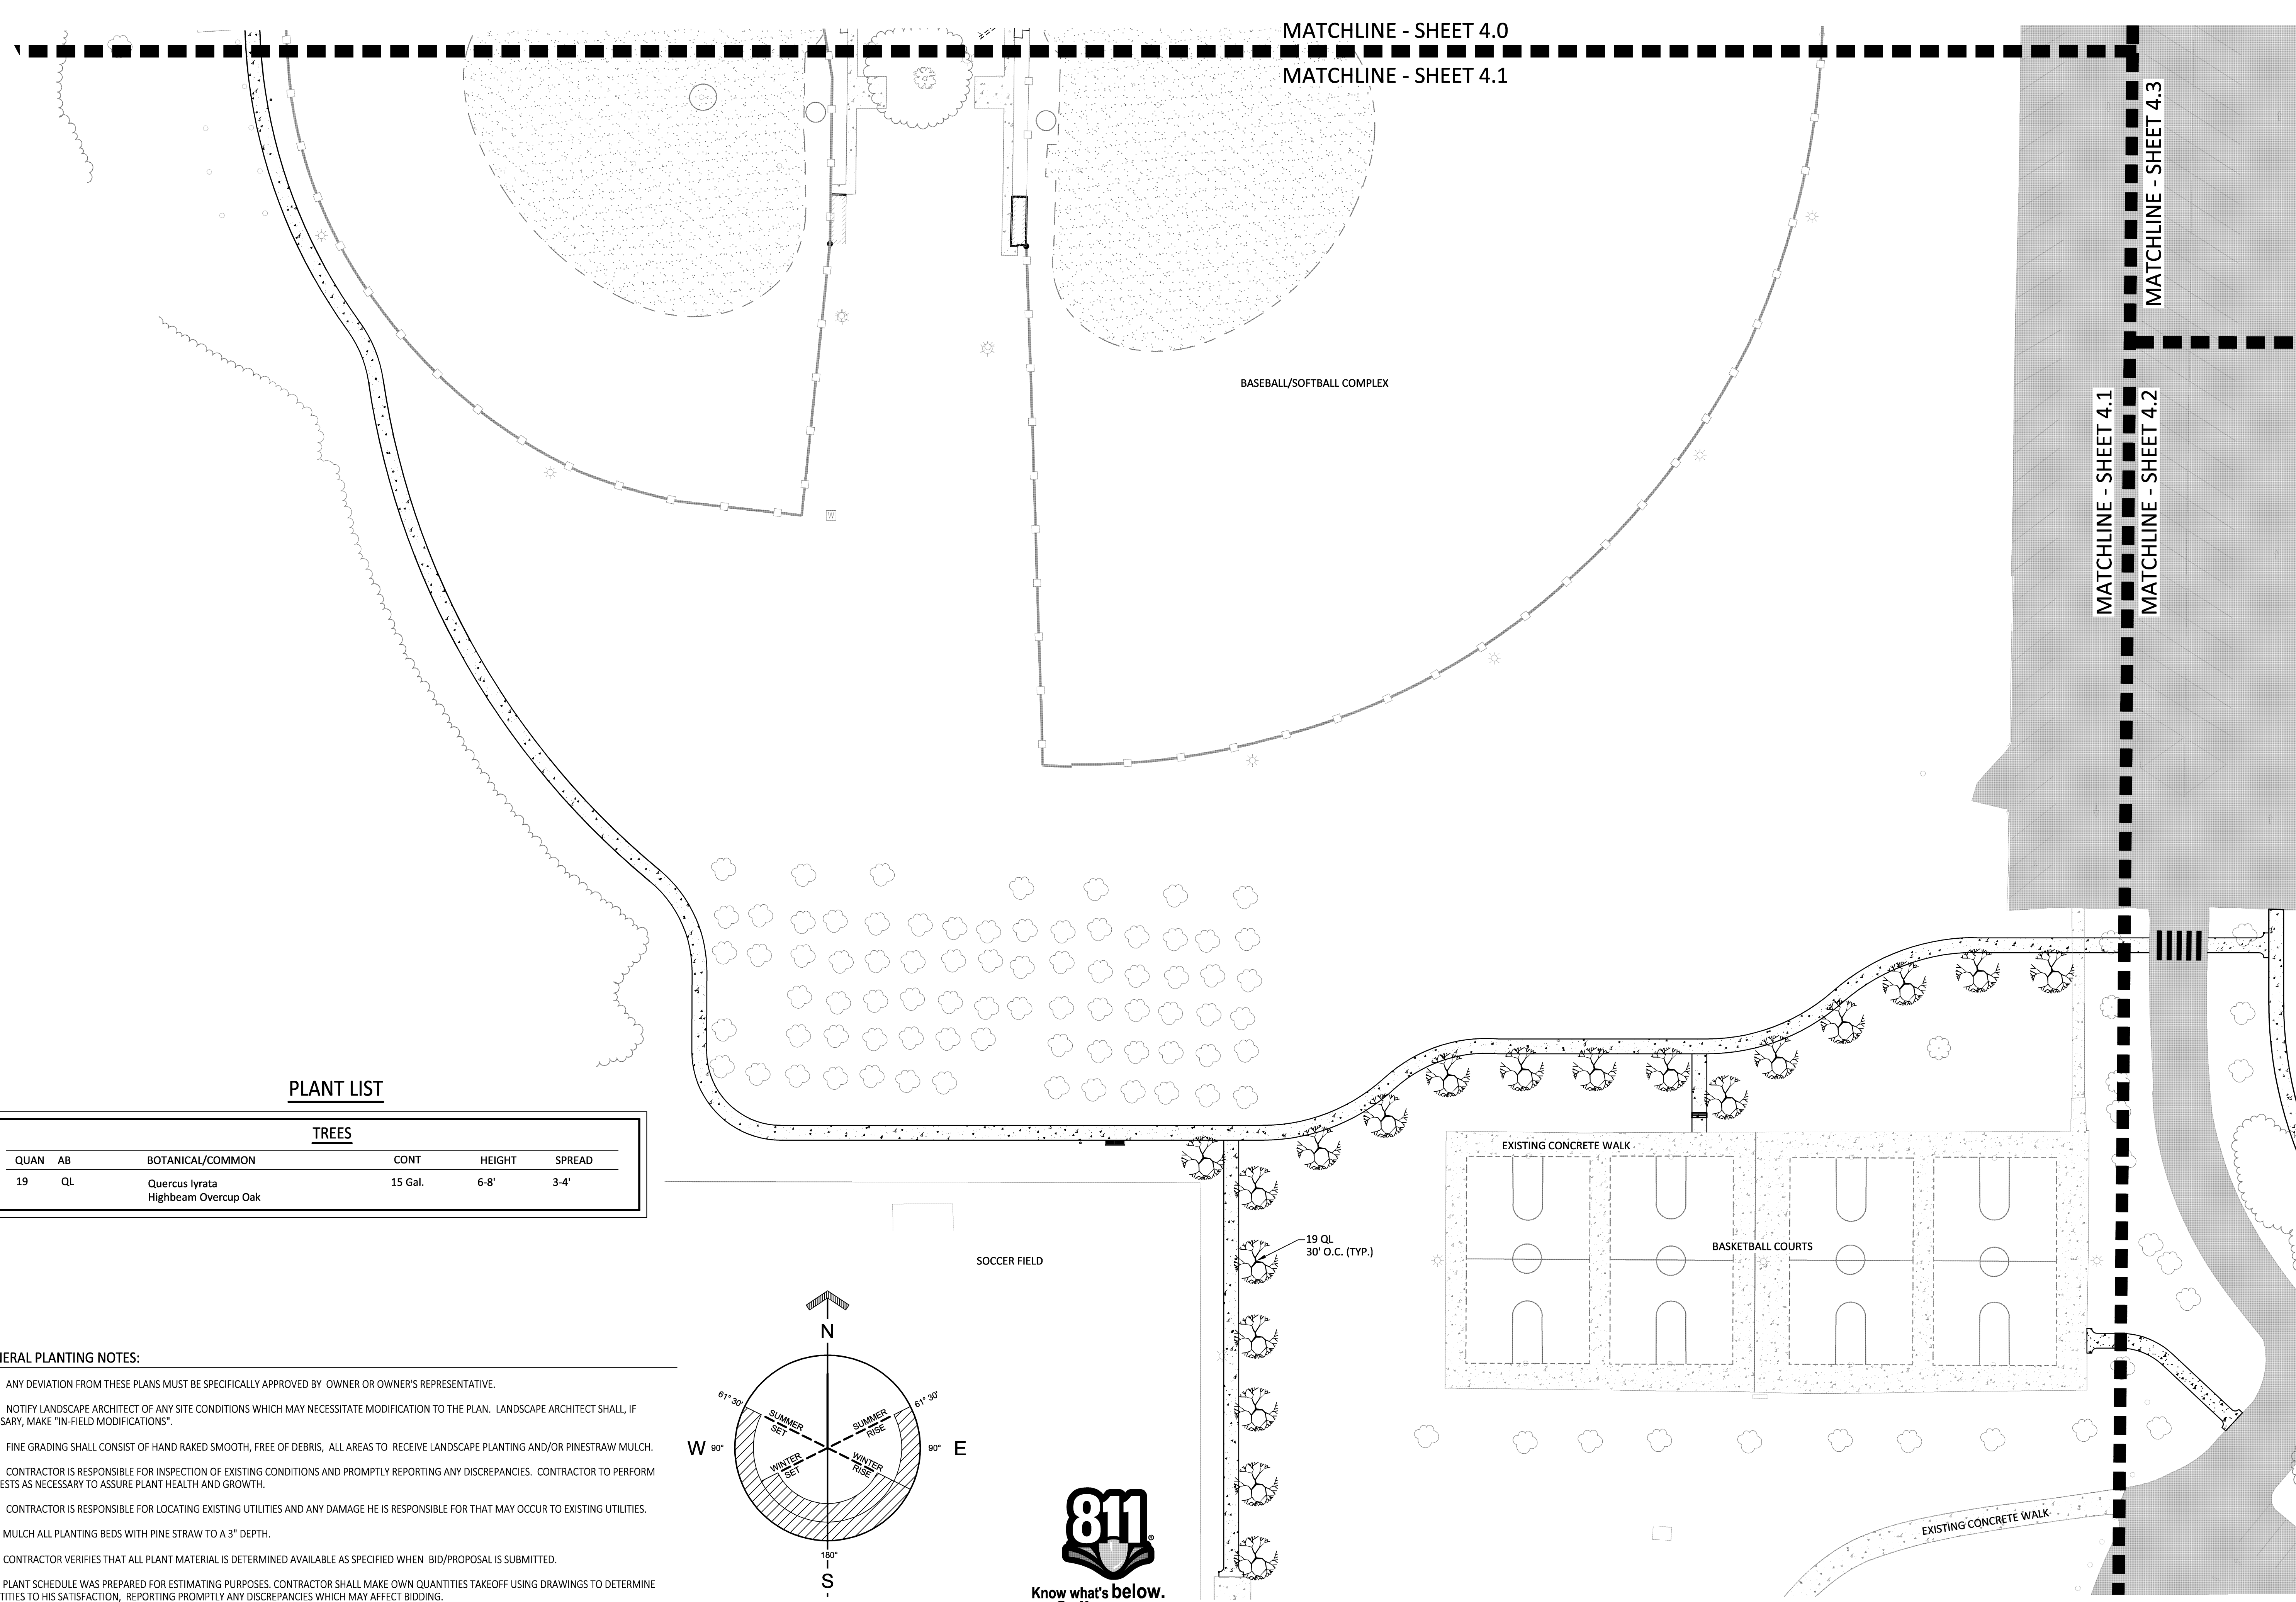 MATCHLINE - SHEET 4.0
MATCHLINE - SHEET 4.1
MATCHLINE - SHEET 4.3
MATCHLINE - SHEET 4.1
MATCHLINE - SHEET 4.2
BASEBALL/SOFTBALL COMPLEX
W
PLANT LIST
TREES
QUAN AB BOTANICAL/COMMON CONT HEIGHT SPREAD
19 QL Quercus lyrata 15 Gal. 6-8' 3-4'
Highbeam Overcup Oak
EXISTING CONCRETE WALK
19 QL
30' O.C. (TYP.)
BASKETBALL COURTS
SOCCER FIELD
EXISTING CONCRETE WALK
NERAL PLANTING NOTES:
ANY DEVIATION FROM THESE PLANS MUST BE SPECIFICALLY APPROVED BY OWNER OR OWNER'S REPRESENTATIVE.
NOTIFY LANDSCAPE ARCHITECT OF ANY SITE CONDITIONS WHICH MAY NECESSITATE MODIFICATION TO THE PLAN. LANDSCAPE ARCHITECT SHALL, IF
SSARY, MAKE "IN-FIELD MODIFICATIONS".
FINE GRADING SHALL CONSIST OF HAND RAKED SMOOTH, FREE OF DEBRIS, ALL AREAS TO RECEIVE LANDSCAPE PLANTING AND/OR PINESTRAW MULCH.
CONTRACTOR IS RESPONSIBLE FOR INSPECTION OF EXISTING CONDITIONS AND PROMPTLY REPORTING ANY DISCREPANCIES. CONTRACTOR TO PERFORM
ESTS AS NECESSARY TO ASSURE PLANT HEALTH AND GROWTH.
CONTRACTOR IS RESPONSIBLE FOR LOCATING EXISTING UTILITIES AND ANY DAMAGE HE IS RESPONSIBLE FOR THAT MAY OCCUR TO EXISTING UTILITIES.
MULCH ALL PLANTING BEDS WITH PINE STRAW TO A 3" DEPTH.
CONTRACTOR VERIFIES THAT ALL PLANT MATERIAL IS DETERMINED AVAILABLE AS SPECIFIED WHEN BID/PROPOSAL IS SUBMITTED.
PLANT SCHEDULE WAS PREPARED FOR ESTIMATING PURPOSES. CONTRACTOR SHALL MAKE OWN QUANTITIES TAKEOFF USING DRAWINGS TO DETERMINE
TITIES TO HIS SATISFACTION, REPORTING PROMPTLY ANY DISCREPANCIES WHICH MAY AFFECT BIDDING.
N
61° 30'
61° 30'
SUMMER
SET
SUMMER
RISE
W 90°
90° E
WINTER
SET
WINTER
RISE
180°
S
811®
Know what's below.